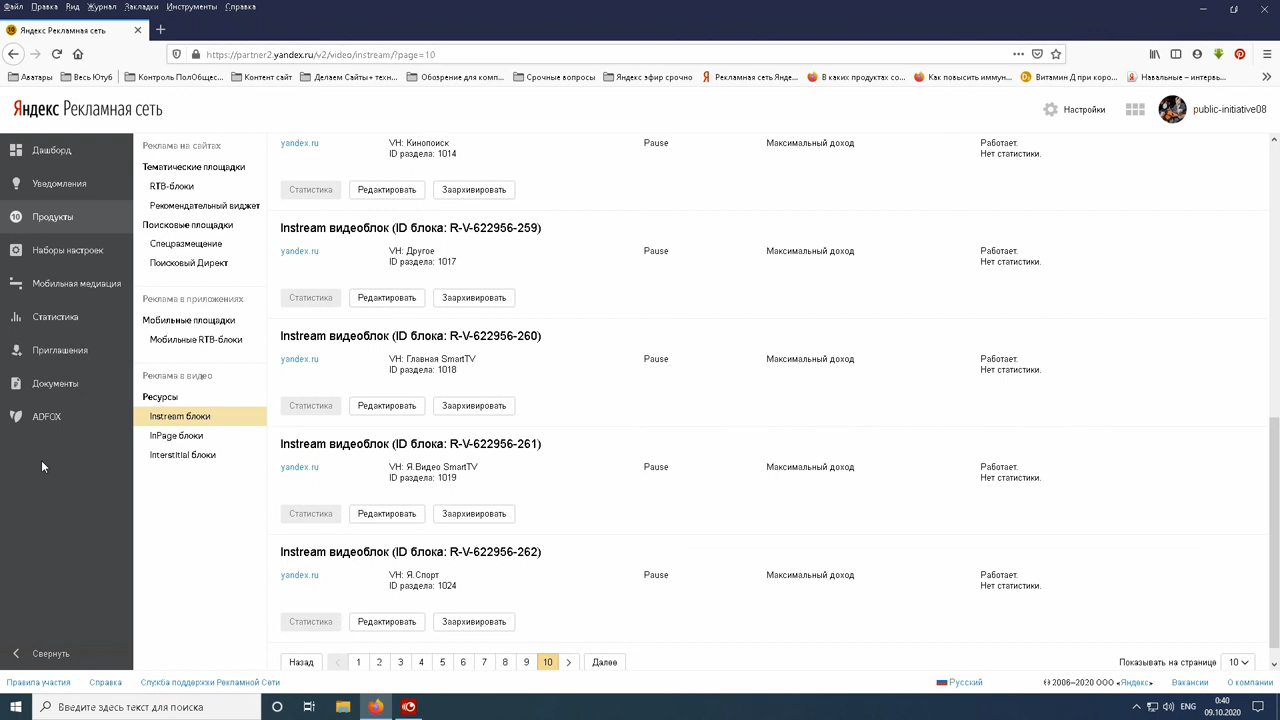 Файл Правка Вид Журнал Закладки Инструменты Справка
Яндекс Рекламная сеть
https://partner2.yandex.ru/v2/video/instream/?page=10
Аватары Весь Ютуб Контроль ПолОбщес... Контент сайт Делаем Сайты+ техн... Обозрение для комп... Срочные вопросы Яндекс эфир срочно Рекламная сеть Янде... В каких продуктах со... Как повысить иммун... Витамин Д при коро... Навальные – интерв...
Яндекс Рекламная сеть
Настройки
public-initiative08
Дашборд
Уведомления
Продукты
Наборы настроек
Мобильная медиация
Статистика
Приглашения
Документы
ADFOX
Свернуть
Реклама на сайтах
Тематические площадки
RTB-блоки
Рекомендательный виджет
Поисковые площадки
Спецразмещение
Поисковый Директ
Реклама в приложениях
Мобильные площадки
Мобильные RTB-блоки
Реклама в видео
Ресурсы
Instream блоки
InPage блоки
Interstitial блоки
yandex.ru VH: Кинопоиск Pause Максимальный доход Работает.
ID раздела: 1014 Нет статистики.
Статистика Редактировать Заархивировать
Instream видеоблок (ID блока: R-V-622956-259)
yandex.ru VH: Другое Pause Максимальный доход Работает.
ID раздела: 1017 Нет статистики.
Статистика Редактировать Заархивировать
Instream видеоблок (ID блока: R-V-622956-260)
yandex.ru VH: Главная SmartTV Pause Максимальный доход Работает.
ID раздела: 1018 Нет статистики.
Статистика Редактировать Заархивировать
Instream видеоблок (ID блока: R-V-622956-261)
yandex.ru VH: Я.Видео SmartTV Pause Максимальный доход Работает.
ID раздела: 1019 Нет статистики.
Статистика Редактировать Заархивировать
Instream видеоблок (ID блока: R-V-622956-262)
yandex.ru VH: Я.Спорт Pause Максимальный доход Работает.
ID раздела: 1024 Нет статистики.
Статистика Редактировать Заархивировать
Назад 1 2 3 4 5 6 7 8 9 10 Далее
Показывать на странице 10
Правила участия Справка Служба поддержки Рекламной Сети
Русский
© 2006–2020 ООО «Яндекс» Вакансии О компании
Введите здесь текст для поиска
ENG
0:40
09.10.2020